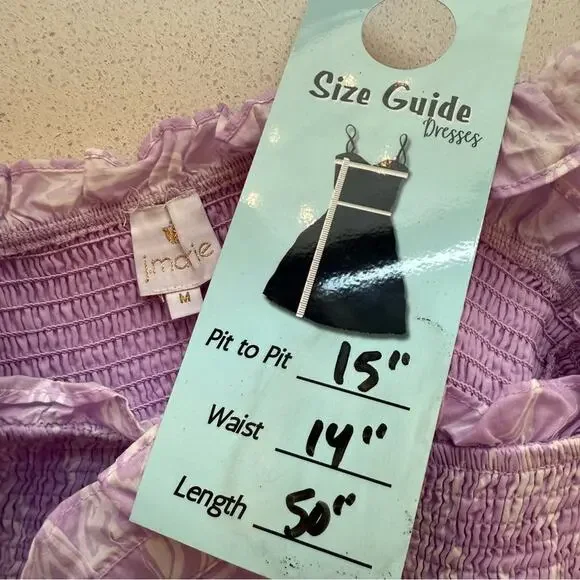 Size Guide
Dresses
j.marie
M
Pit to Pit 15"
Waist 14"
Length 50"